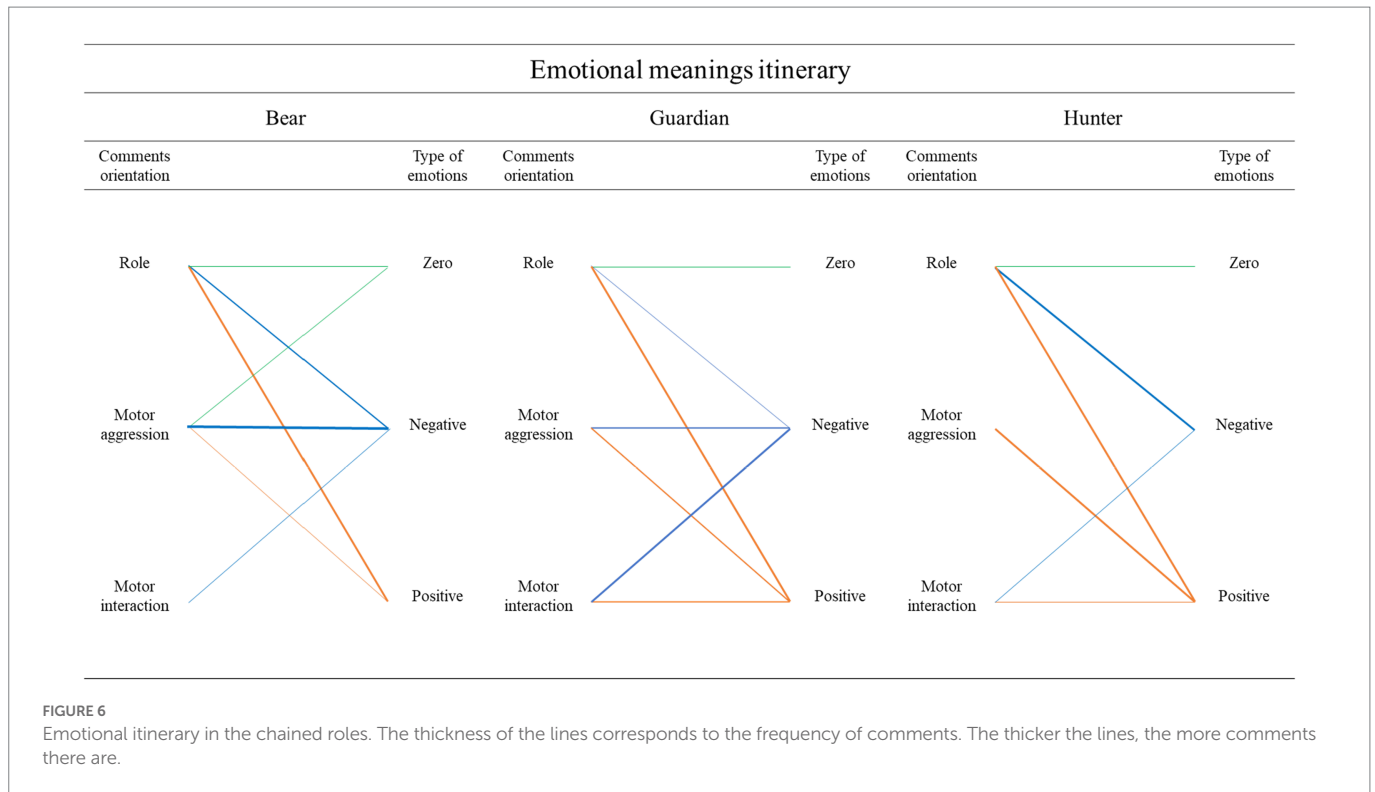 Emotional meanings itinerary
Bear Guardian Hunter
Comments orientation
Type of emotions
Comments orientation
Type of emotions
Comments orientation
Type of emotions
Role Zero Role Zero Role Zero
Motor aggression
Negative
Motor aggression
Negative
Motor aggression
Negative
Motor interaction
Positive
Motor interaction
Positive
Motor interaction
Positive
FIGURE 6
Emotional itinerary in the chained roles. The thickness of the lines corresponds to the frequency of comments. The thicker the lines, the more comments
there are.